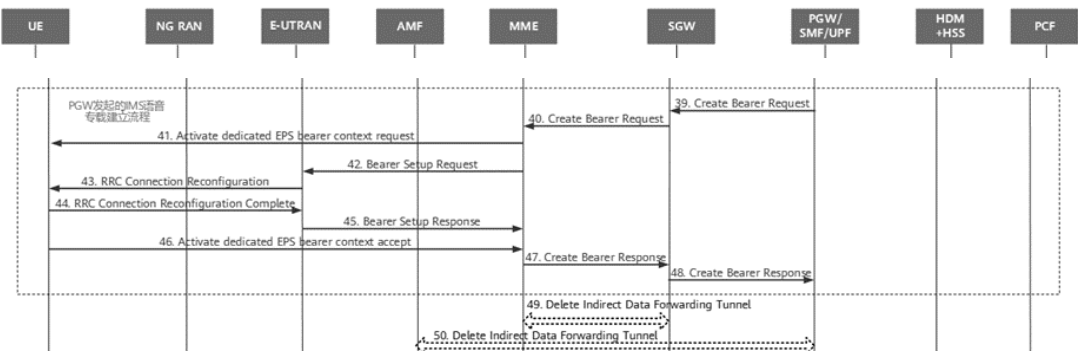 UE
NG RAN
E-UTRAN
AMF
MME
SGW
PGW/
SMF/UPF
HDM
+HSS
PCF
PGW发起的IMS语音
专载建立流程
39. Create Bearer Request
40. Create Bearer Request
41. Activate dedicated EPS bearer context request
42. Bearer Setup Request
43. RRC Connection Reconfiguration
44. RRC Connection Reconfiguration Complete
45. Bearer Setup Response
46. Activate dedicated EPS bearer context accept
47. Create Bearer Response
48. Create Bearer Response
49. Delete Indirect Data Forwarding Tunnel
50. Delete Indirect Data Forwarding Tunnel